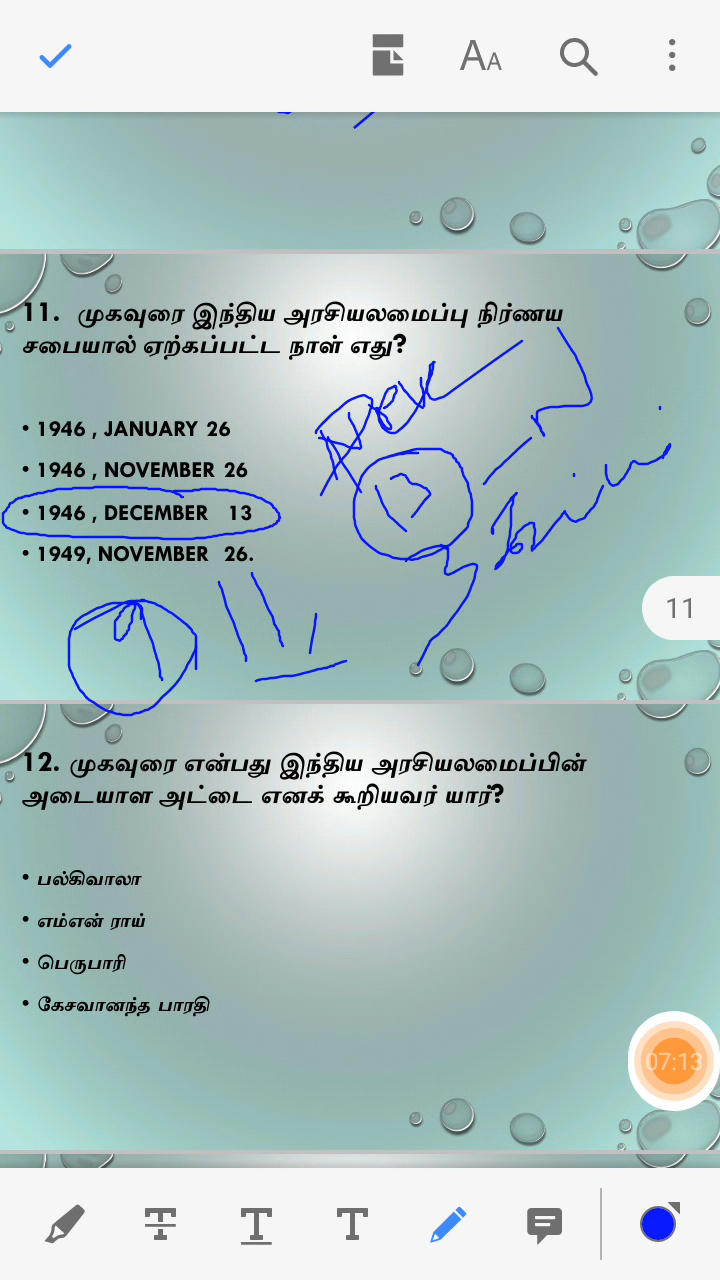 AA
11. முகவுரை இந்திய அரசியலமைப்பு நிர்ணய
சபையால் ஏற்கப்பட்ட நாள் எது?
• 1946 , JANUARY 26
• 1946 , NOVEMBER 26
• 1946 , DECEMBER 13
• 1949, NOVEMBER 26.
13
11
12. முகவுரை என்பது இந்திய அரசியலமைப்பின்
அடையாள அட்டை எனக் கூறியவர் யார்?
• பல்கிவாலா
• எம்என் ராய்
• பெருபாரி
• கேசவானந்த பாரதி
07:13
T T T